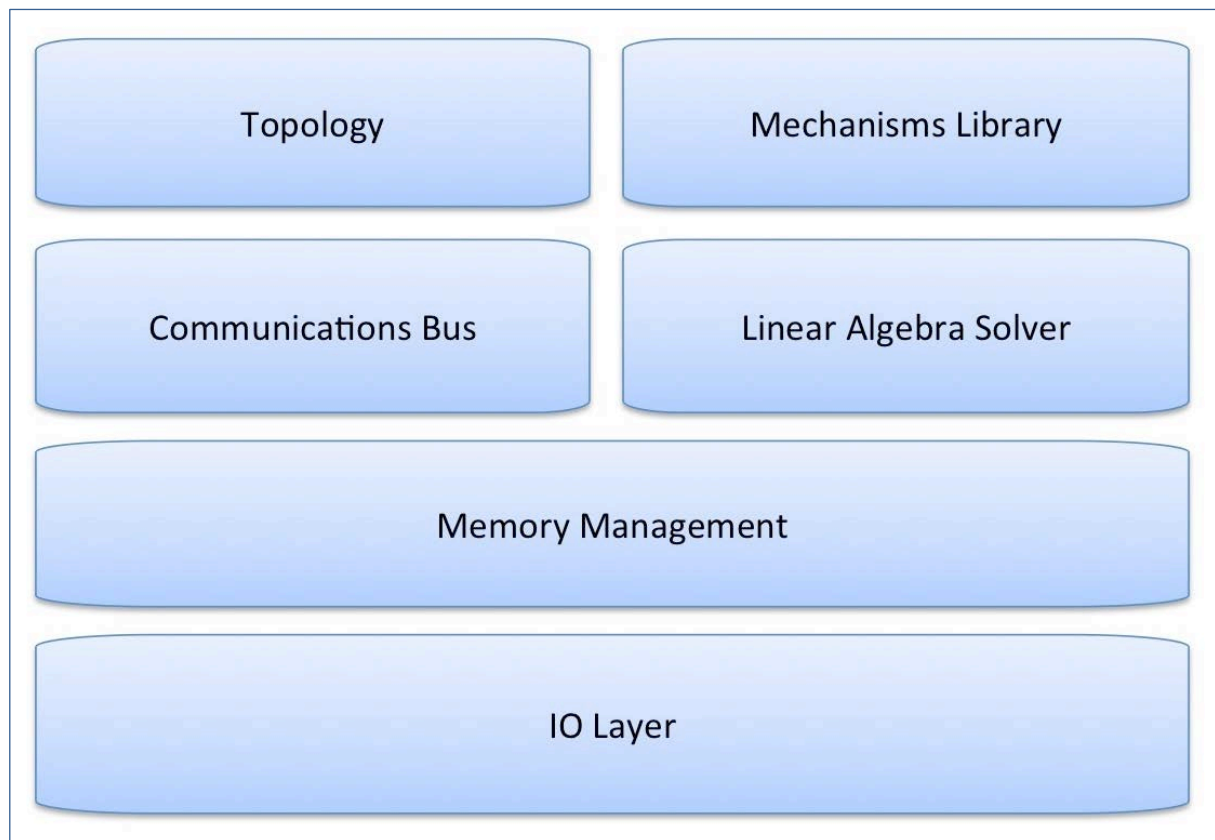 Topology
Mechanisms Library
Communications Bus
Linear Algebra Solver
Memory Management
IO Layer